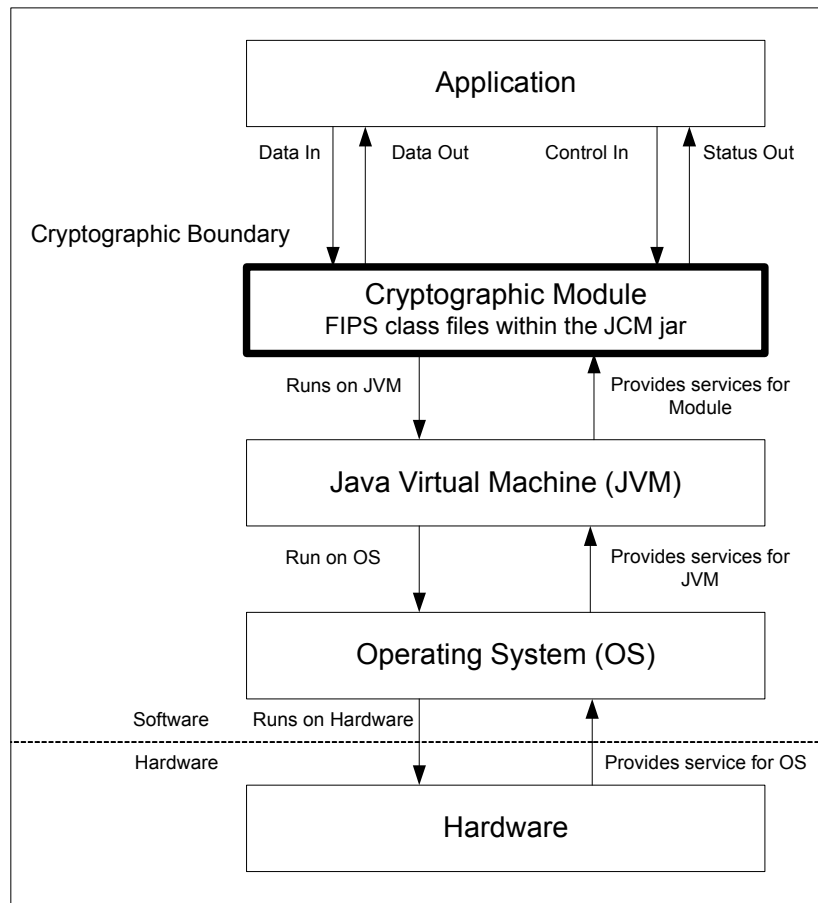 Application
Data In
Data Out
Control In
Status Out
Cryptographic Boundary
Cryptographic Module
FIPS class files within the JCM jar
Runs on JVM
Provides services for
Module
Java Virtual Machine (JVM)
Run on OS
Provides services for
JVM
Operating System (OS)
Software
Runs on Hardware
Hardware
Provides service for OS
Hardware